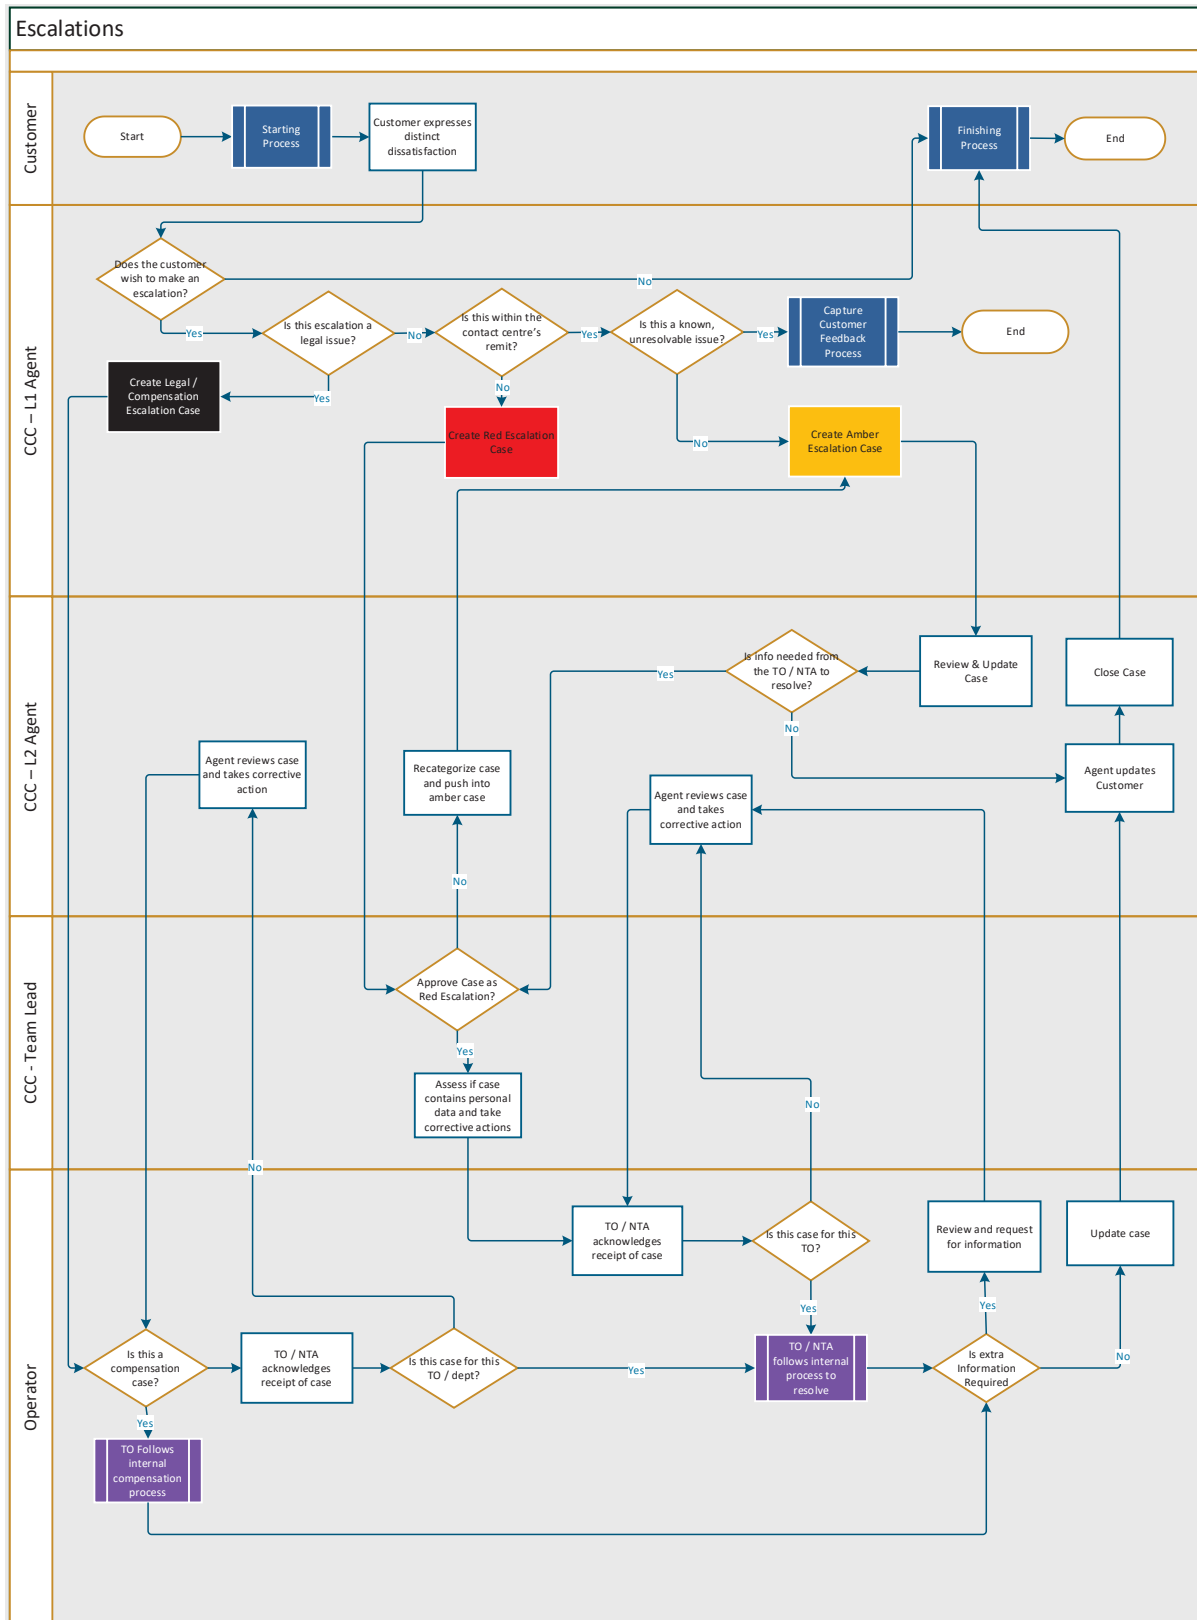 Escalations
Customer
Start
Starting
Process
Customer expresses
distinct
dissatisfaction
Finishing
Process
End
CCC – L1 Agent
Does the customer
wish to make an
escalation?
No
Yes
Is this escalation a
legal issue?
No
Is this within the
contact centre's
remit?
Yes
Is this a known,
unresolvable issue?
Yes
Capture
Customer
Feedback
Process
End
Create Legal /
Compensation
Escalation Case
Yes
No
Create Red Escalation
Case
No
Create Amber
Escalation Case
CCC – L2 Agent
Is info needed from
the TO / NTA to
resolve?
Yes
No
Review & Update
Case
Close Case
Agent reviews case
and takes corrective
action
Recategorize case
and push into
amber case
Agent reviews case
and takes
corrective action
Agent updates
Customer
No
CCC - Team Lead
Approve Case as
Red Escalation?
Yes
Assess if case
contains personal
data and take
corrective actions
No
No
Operator
TO / NTA
acknowledges
receipt of case
Is this case for this
TO?
Review and request
for information
Update case
Yes
Yes
Is this a
compensation
case?
TO / NTA
acknowledges
receipt of case
Is this case for this
TO / dept?
Yes
TO / NTA
follows internal
process to
resolve
Is extra
Information
Required
No
Yes
TO Follows
internal
compensation
process